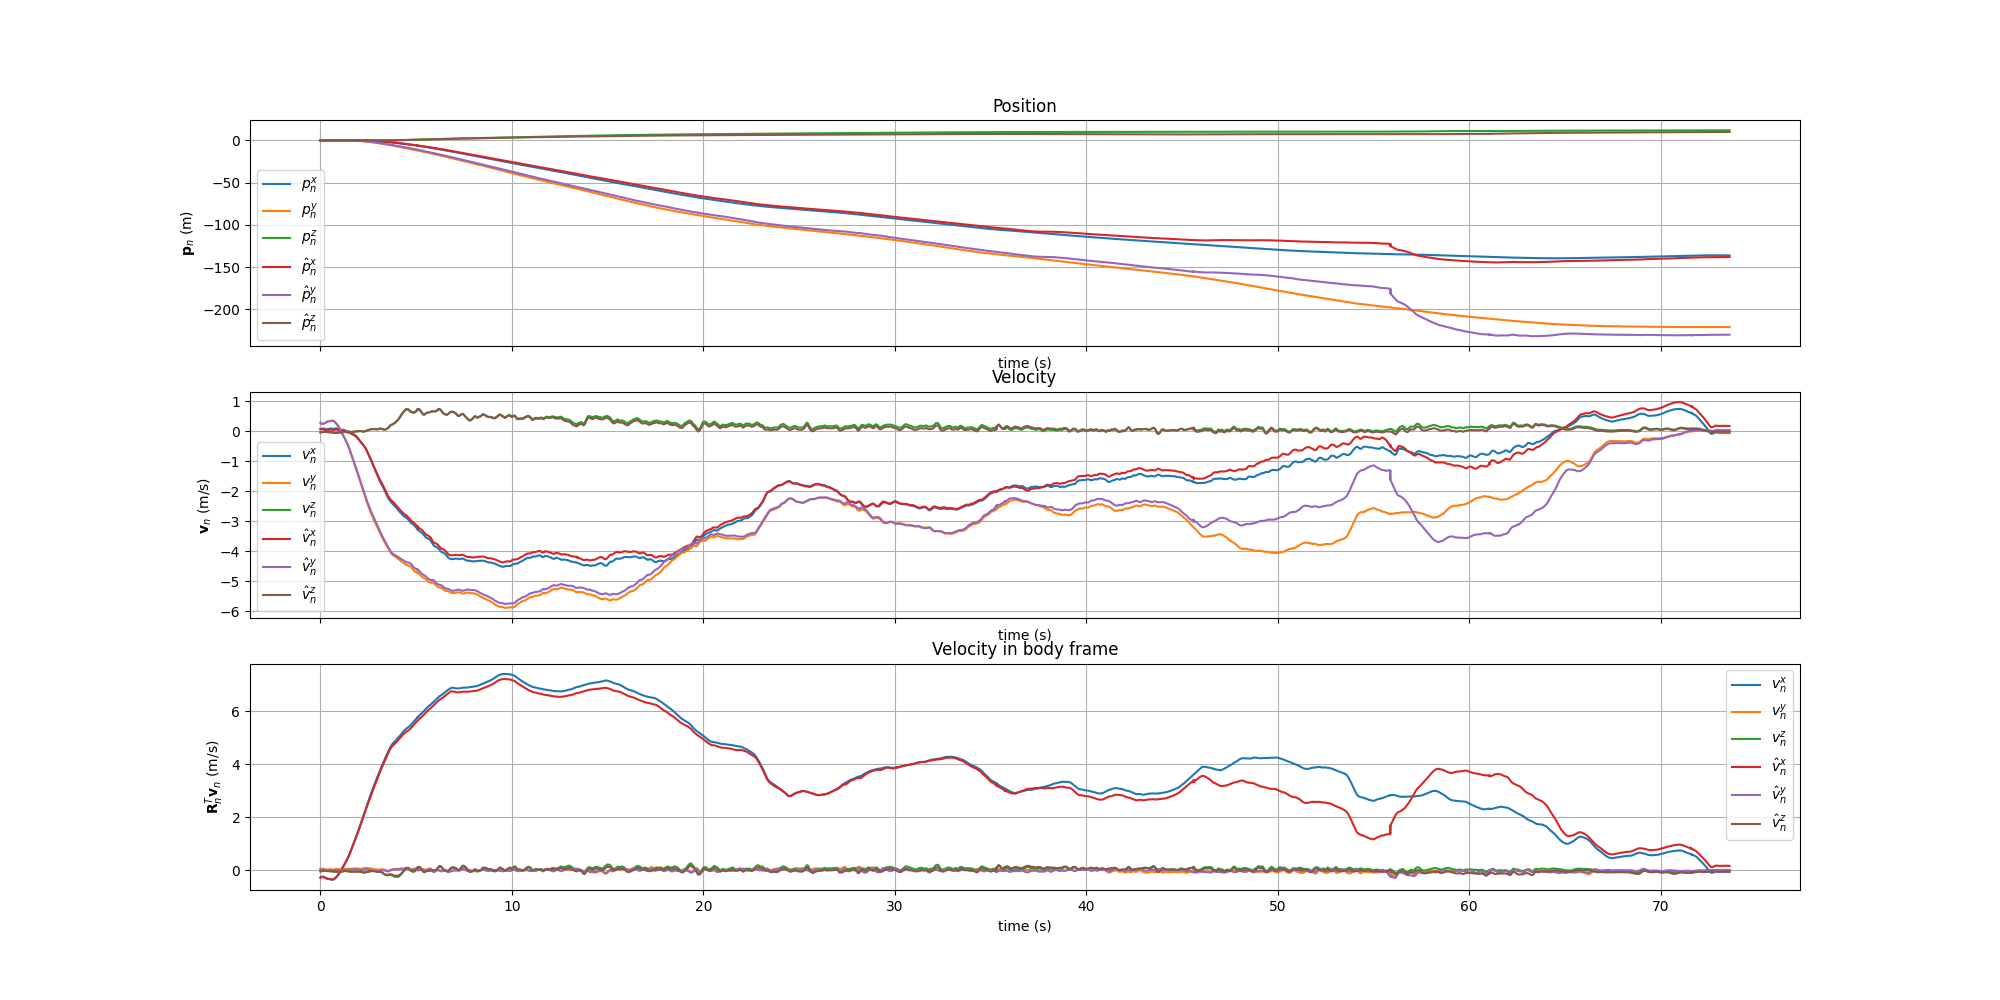 Position
0
−50
−100
−150
−200
p_n (m)
p_n^x
p_n^y
p_n^z
p̂_n^x
p̂_n^y
p̂_n^z
time (s)
Velocity
1
0
−1
−2
−3
−4
−5
−6
v_n (m/s)
v_n^x
v_n^y
v_n^z
v̂_n^x
v̂_n^y
v̂_n^z
time (s)
Velocity in body frame
6
4
2
0
R_n^T v_n (m/s)
v_n^x
v_n^y
v_n^z
v̂_n^x
v̂_n^y
v̂_n^z
0 10 20 30 40 50 60 70
time (s)